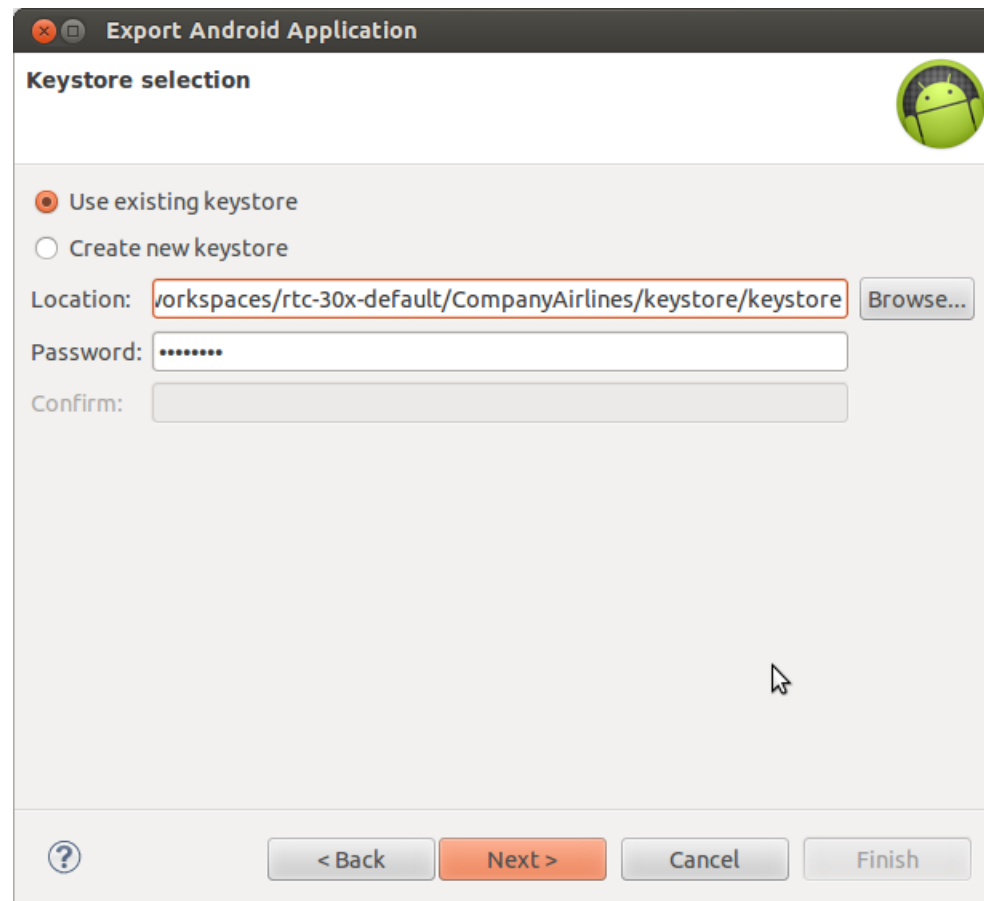 Export Android Application
Keystore selection
Use existing keystore
Create new keystore
Location: workspaces/rtc-30x-default/CompanyAirlines/keystore/keystore Browse...
Password: ••••••••
Confirm:
? < Back Next > Cancel Finish